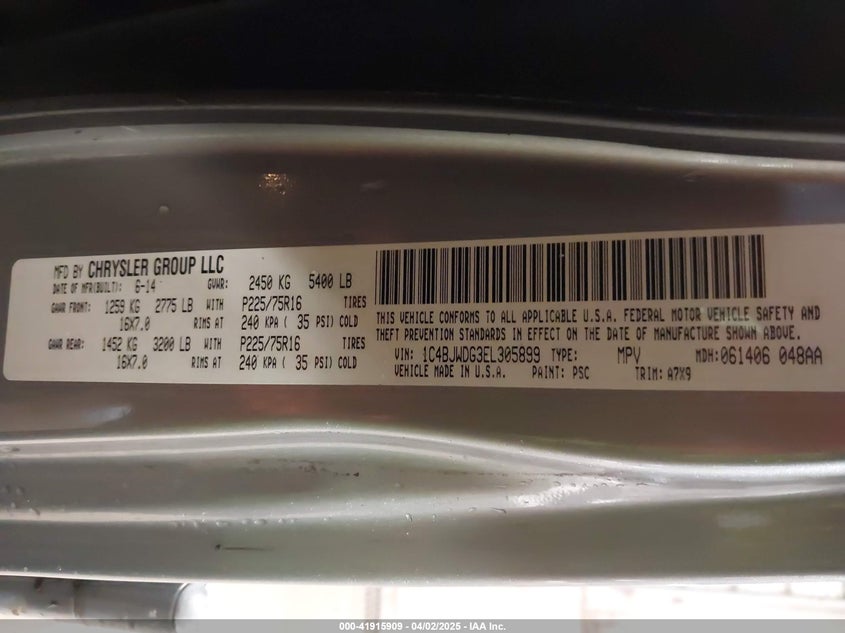 MFD BY CHRYSLER GROUP LLC
DATE OF MFR(BUILT): 6-14 GVWR: 2450 KG 5400 LB
GAWR FRONT: 1259 KG 2775 LB WITH P225/75R16 TIRES
16X7.0 RIMS AT 240 KPA ( 35 PSI) COLD
GAWR REAR: 1452 KG 3200 LB WITH P225/75R16 TIRES
16X7.0 RIMS AT 240 KPA ( 35 PSI) COLD
THIS VEHICLE CONFORMS TO ALL APPLICABLE U.S.A. FEDERAL MOTOR VEHICLE SAFETY AND
THEFT PREVENTION STANDARDS IN EFFECT ON THE DATE OF MANUFACTURE SHOWN ABOVE.
VIN: 1C4BJWDG3EL305899 TYPE: MPV MDH: 061406 048AA
VEHICLE MADE IN U.S.A. PAINT: PSC TRIM: A7X9
000-41915909 - 04/02/2025 - IAA Inc.